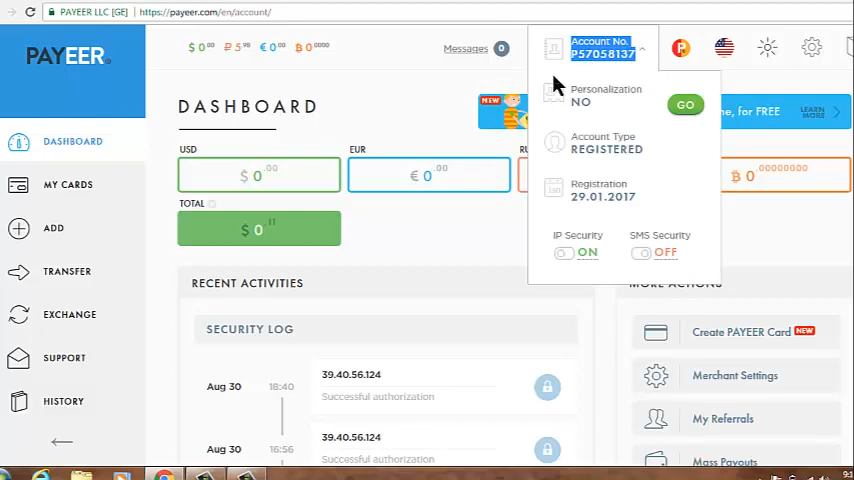 PAYEER LLC [GE] https://payeer.com/en/account/
PAYEER
$ 0.00 ₽ 5.98 € 0.00 ฿ 0.0000
Messages 0
Account No.
P57058137
DASHBOARD
Personalization
NO
GO
NEW
me, for FREE
LEARN MORE
DASHBOARD
Account Type
REGISTERED
USD
EUR
$ 0.00
€ 0.00
฿ 0.00000000
MY CARDS
Registration
29.01.2017
TOTAL
$ 0.11
ADD
IP Security
ON
SMS Security
OFF
TRANSFER
RECENT ACTIVITIES
MORE ACTIONS
EXCHANGE
SECURITY LOG
Create PAYEER Card NEW
SUPPORT
Aug 30
18:40
39.40.56.124
Successful authorization
Merchant Settings
HISTORY
My Referrals
Aug 30
16:56
39.40.56.124
Successful authorization
Mass Payouts